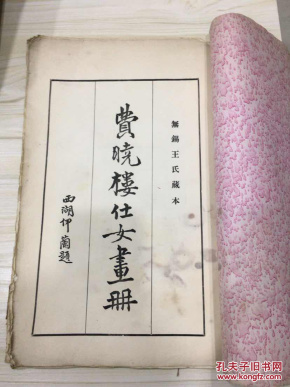 無錫王氏藏本
費曉樓仕女畫冊
西湖伊蘭題
孔夫子旧书网